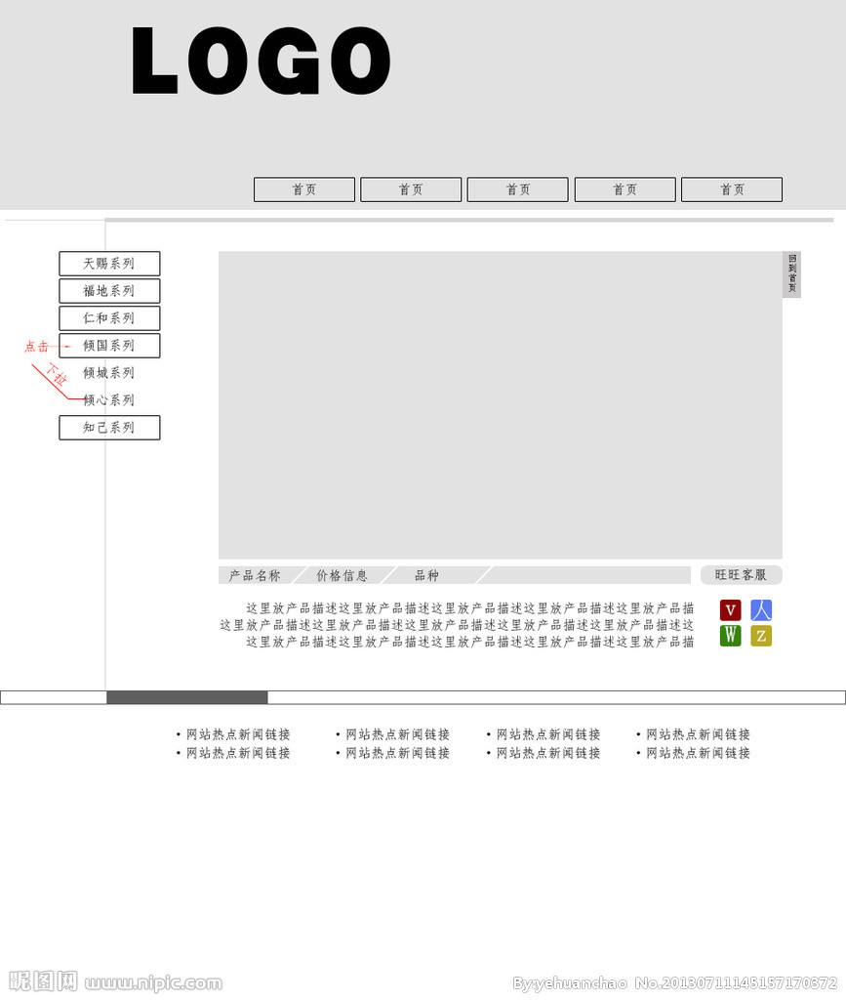 LOGO
首页 首页 首页 首页 首页
天赐系列
福地系列
仁和系列
点击 倾国系列
下拉 倾城系列
倾心系列
知己系列
回到首页
产品名称 价格信息 品种 旺旺客服
这里放产品描述这里放产品描述这里放产品描述这里放产品描述这里放产品描
这里放产品描述这里放产品描述这里放产品描述这里放产品描述这里放产品描述这
这里放产品描述这里放产品描述这里放产品描述这里放产品描述这里放产品描
V 人
W Z
• 网站热点新闻链接 • 网站热点新闻链接 • 网站热点新闻链接 • 网站热点新闻链接
• 网站热点新闻链接 • 网站热点新闻链接 • 网站热点新闻链接 • 网站热点新闻链接
昵图网 www.nipic.com By:yehuanchao No.20130711145157170372